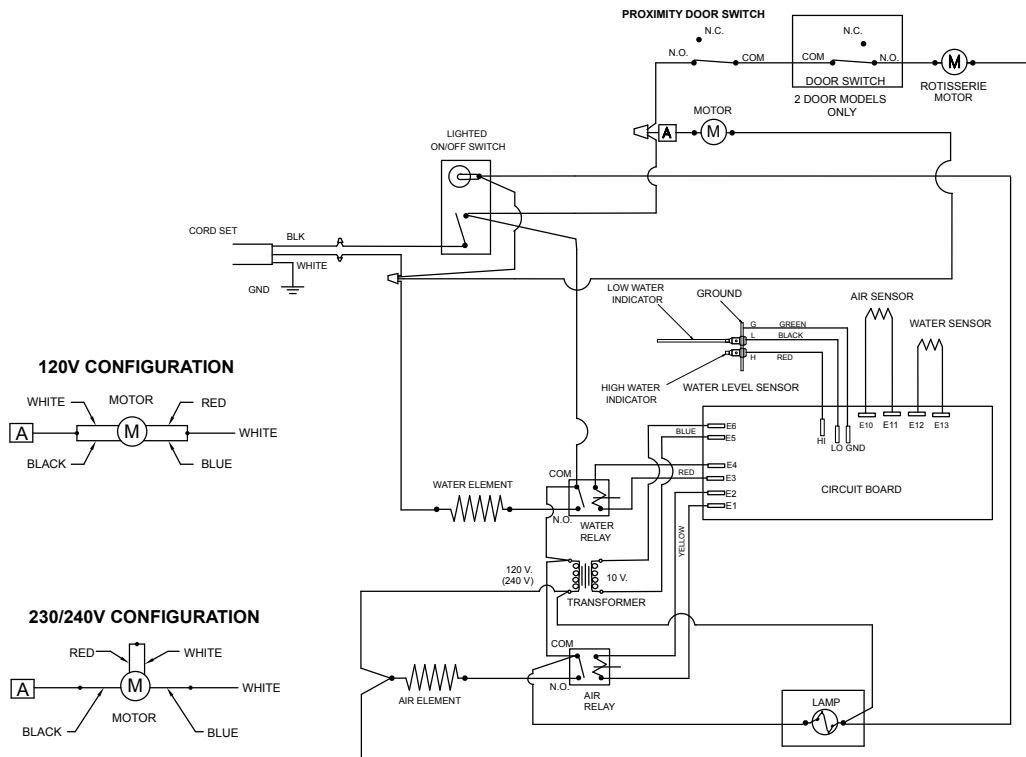 PROXIMITY DOOR SWITCH
N.C.
N.O.
COM
COM
N.C.
N.O.
DOOR SWITCH
2 DOOR MODELS
ONLY
M
ROTISSERIE
MOTOR
MOTOR
A
M
LIGHTED
ON/OFF SWITCH
CORD SET
BLK
WHITE
GND
LOW WATER
INDICATOR
GROUND
G
GREEN
L
BLACK
H
RED
HIGH WATER
INDICATOR
WATER LEVEL SENSOR
AIR SENSOR
WATER SENSOR
E10
E11
E12
E13
HI
LO
GND
E6
BLUE
E5
E4
RED
E3
E2
E1
YELLOW
CIRCUIT BOARD
120V CONFIGURATION
WHITE
MOTOR
RED
A
M
WHITE
BLACK
BLUE
WATER ELEMENT
COM
N.O.
WATER
RELAY
120 V.
(240 V)
10 V.
TRANSFORMER
COM
N.O.
AIR
RELAY
AIR ELEMENT
LAMP
230/240V CONFIGURATION
RED
WHITE
A
M
WHITE
MOTOR
BLACK
BLUE